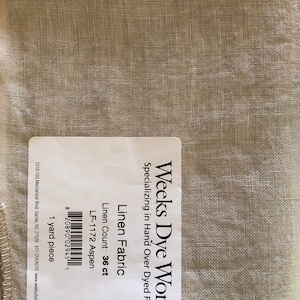 Weeks Dye Wor
Specializing in Hand Over Dyed F
Linen Fabric
Linen Count 36 ct
LF-1172 Aspen
1 yard piece